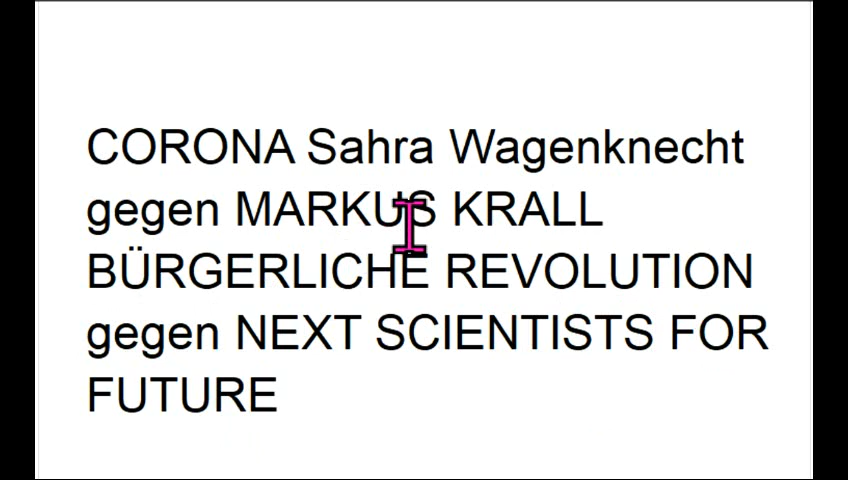 CORONA Sahra Wagenknecht
gegen MARKUS KRALL
BÜRGERLICHE REVOLUTION
gegen NEXT SCIENTISTS FOR
FUTURE